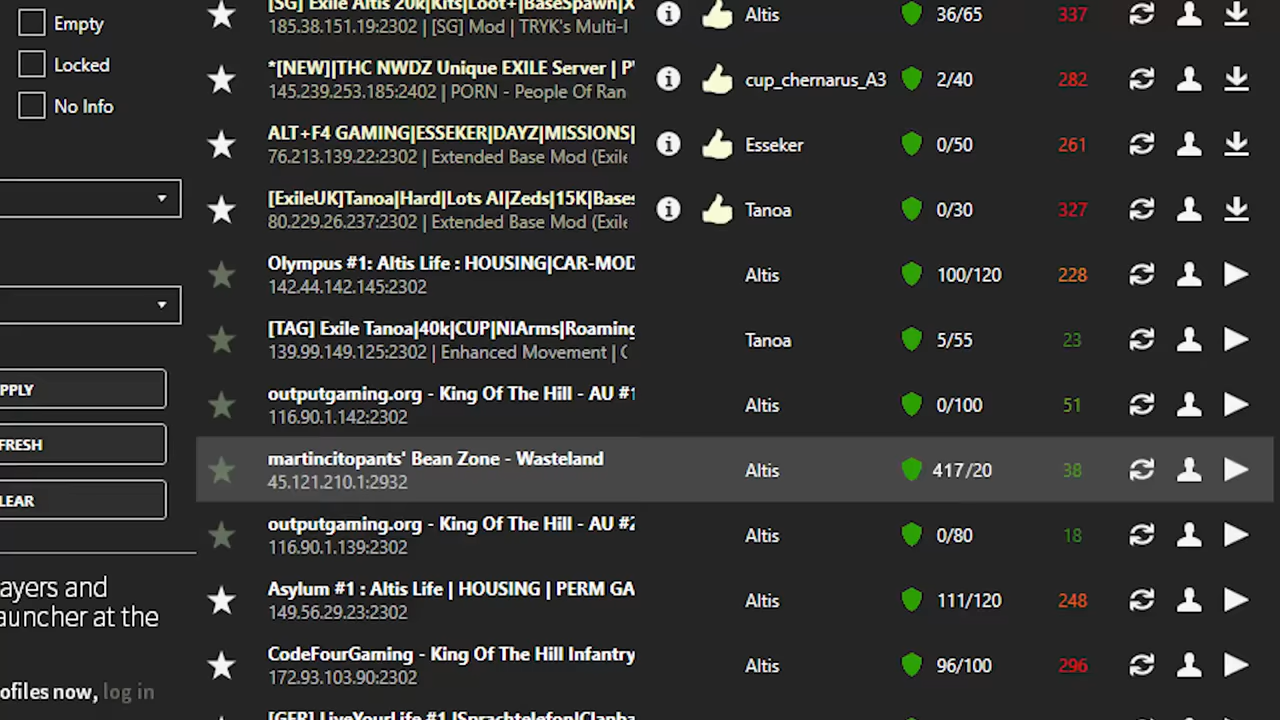 Empty
Locked
No Info
PPLY
FRESH
LEAR
ayers and
auncher at the
ofiles now, log in
[SG] Exile Altis 20k|Kits|Loot+|BaseSpawn|X
185.38.151.19:2302 | [SG] Mod | TRYK's Multi-I
Altis 36/65 337
*[NEW]|THC NWDZ Unique EXILE Server | P
145.239.253.185:2402 | PORN - People Of Ran
cup_chernarus_A3 2/40 282
ALT+F4 GAMING|ESSEKER|DAYZ|MISSIONS|
76.213.139.22:2302 | Extended Base Mod (Exile
Esseker 0/50 261
[ExileUK]Tanoa|Hard|Lots AI|Zeds|15K|Bases
80.229.26.237:2302 | Extended Base Mod (Exile
Tanoa 0/30 327
Olympus #1: Altis Life : HOUSING|CAR-MOD
142.44.142.145:2302
Altis 100/120 228
[TAG] Exile Tanoa|40k|CUP|NIArms|Roaming
139.99.149.125:2302 | Enhanced Movement | C
Tanoa 5/55 23
outputgaming.org - King Of The Hill - AU #1
116.90.1.142:2302
Altis 0/100 51
martincitopants' Bean Zone - Wasteland
45.121.210.1:2932
Altis 417/20 38
outputgaming.org - King Of The Hill - AU #2
116.90.1.139:2302
Altis 0/80 18
Asylum #1 : Altis Life | HOUSING | PERM GA
149.56.29.23:2302
Altis 111/120 248
CodeFourGaming - King Of The Hill Infantry
172.93.103.90:2302
Altis 96/100 296
[GER] LiveYourLife #1 |Sprachtelefon|Clanba